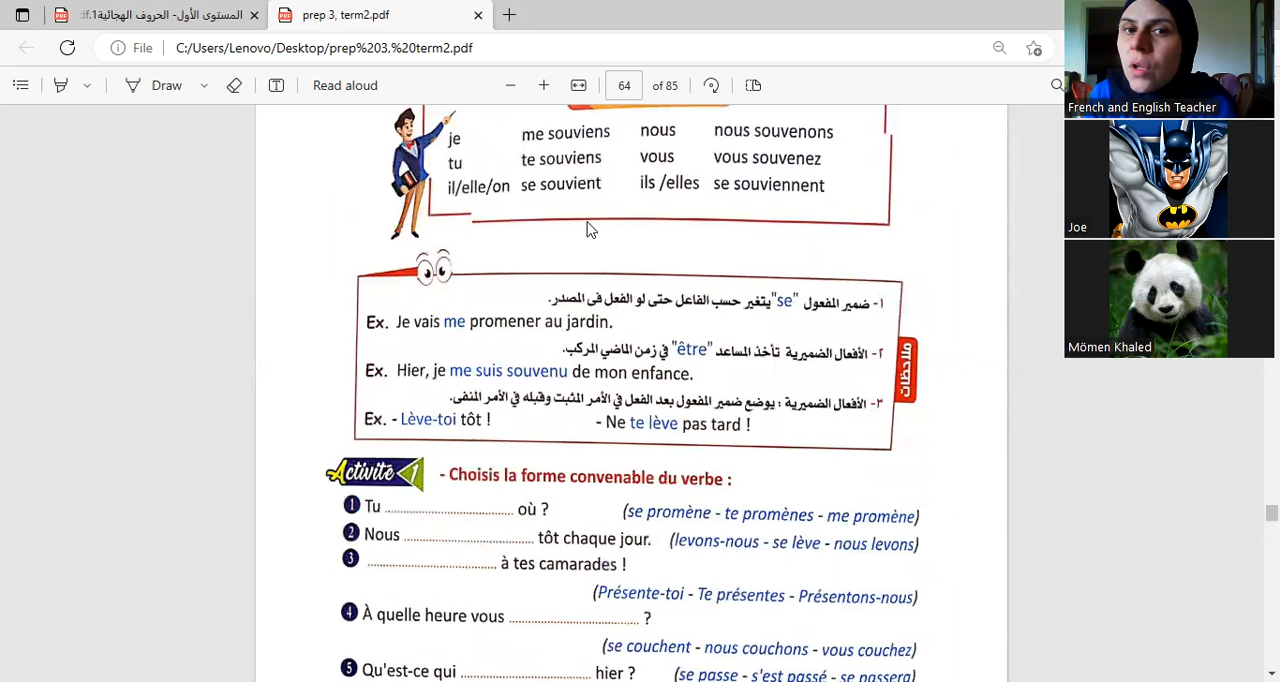 المستوى الأول- الحروف الهجائية1.df
prep 3, term2.pdf
File
C:/Users/Lenovo/Desktop/prep%203,%20term2.pdf
Draw
Read aloud
64
of 85
French and English Teacher
Joe
Mömen Khaled
je me souviens nous nous souvenons
tu te souviens vous vous souvenez
il/elle/on se souvient ils /elles se souviennent
١- ضمير المفعول "se" يتغير حسب الفاعل حتى لو الفعل فى المصدر.
Ex. Je vais me promener au jardin.
٢- الأفعال الضميرية تأخذ المساعد "être" في زمن الماضي المركب.
Ex. Hier, je me suis souvenu de mon enfance.
٣- الأفعال الضميرية : يوضع ضمير المفعول بعد الفعل في الأمر المثبت وقبله في الأمر المنفى.
Ex. - Lève-toi tôt ! - Ne te lève pas tard !
ملاحظات
Activité 1 - Choisis la forme convenable du verbe :
1 Tu ................................ où ? (se promène - te promènes - me promène)
2 Nous ................................ tôt chaque jour. (levons-nous - se lève - nous levons)
3 ................................ à tes camarades !
(Présente-toi - Te présentes - Présentons-nous)
4 À quelle heure vous ................................ ?
(se couchent - nous couchons - vous couchez)
5 Qu'est-ce qui ................................ hier ? (se passe - s'est passé - se passera)